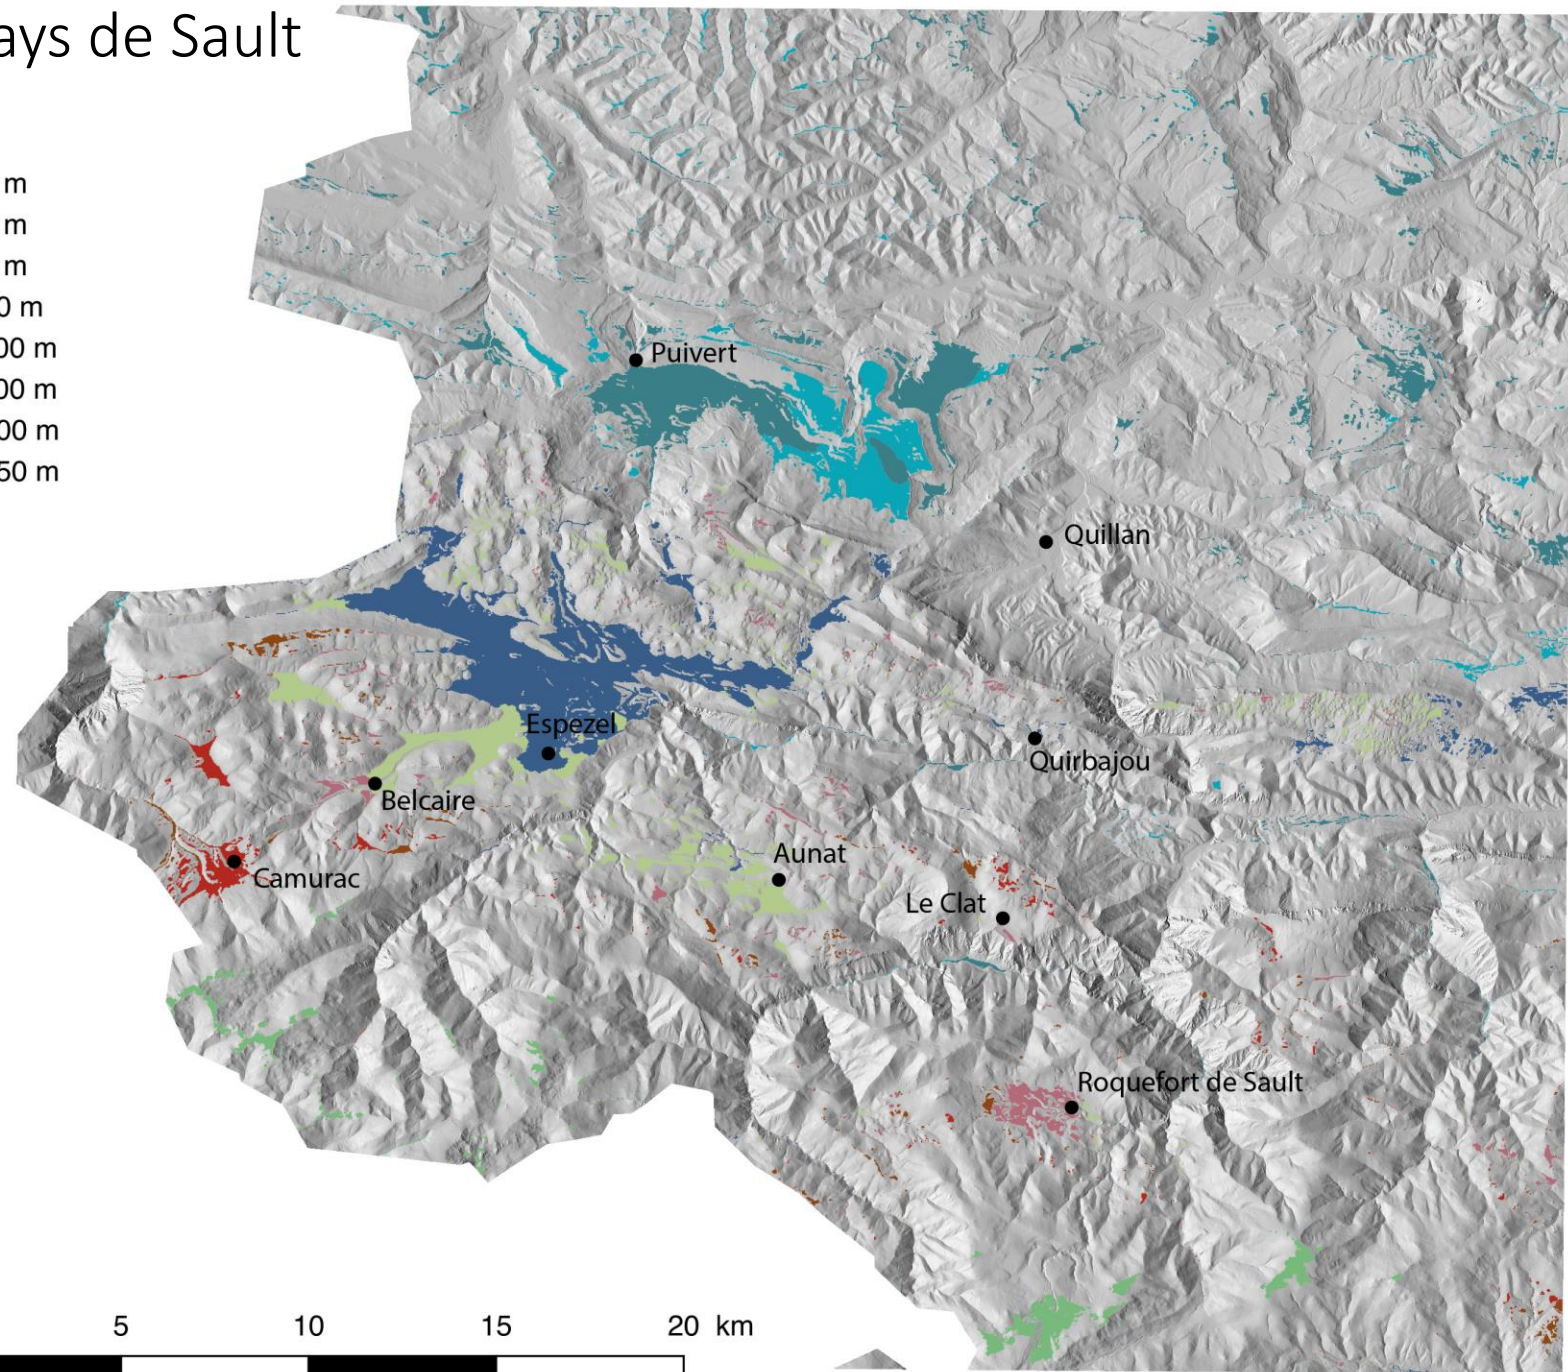 ays de Sault
m
m
m
0 m
00 m
00 m
00 m
50 m
Puivert
Quillan
Espezel
Quirbajou
Belcaire
Aunat
Camurac
Le Clat
Roquefort de Sault
5 10 15 20 km